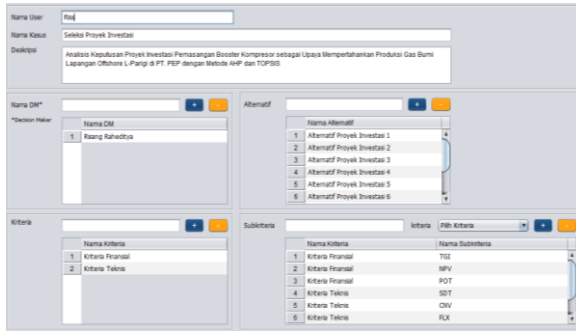 Nama User Ras
Nama Kasus Seleksi Proyek Investasi
Deskripsi Analisis Keputusan Proyek Investasi Pemasangan Booster Kompresor sebagai Upaya Mempertahankan Produksi Gas Bumi
Lapangan Offshore L-Parigi di PT. PEP dengan Metode AHP dan TOPSIS
Nama DM* + -
*Decision Maker
Nama DM
1 Rsang Raheditya
Alternatif + -
Nama Alternatif
1 Alternatif Proyek Investasi 1
2 Alternatif Proyek Investasi 2
3 Alternatif Proyek Investasi 3
4 Alternatif Proyek Investasi 4
5 Alternatif Proyek Investasi 5
6 Alternatif Proyek Investasi 6
Kriteria + -
Nama Kriteria
1 Kriteria Finansial
2 Kriteria Teknis
Subkriteria kriteria Pilih Kriteria + -
Nama Kriteria Nama Subkriteria
1 Kriteria Finansial TGI
2 Kriteria Finansial NPV
3 Kriteria Finansial POT
4 Kriteria Teknis SDT
5 Kriteria Teknis CNV
6 Kriteria Teknis FLX